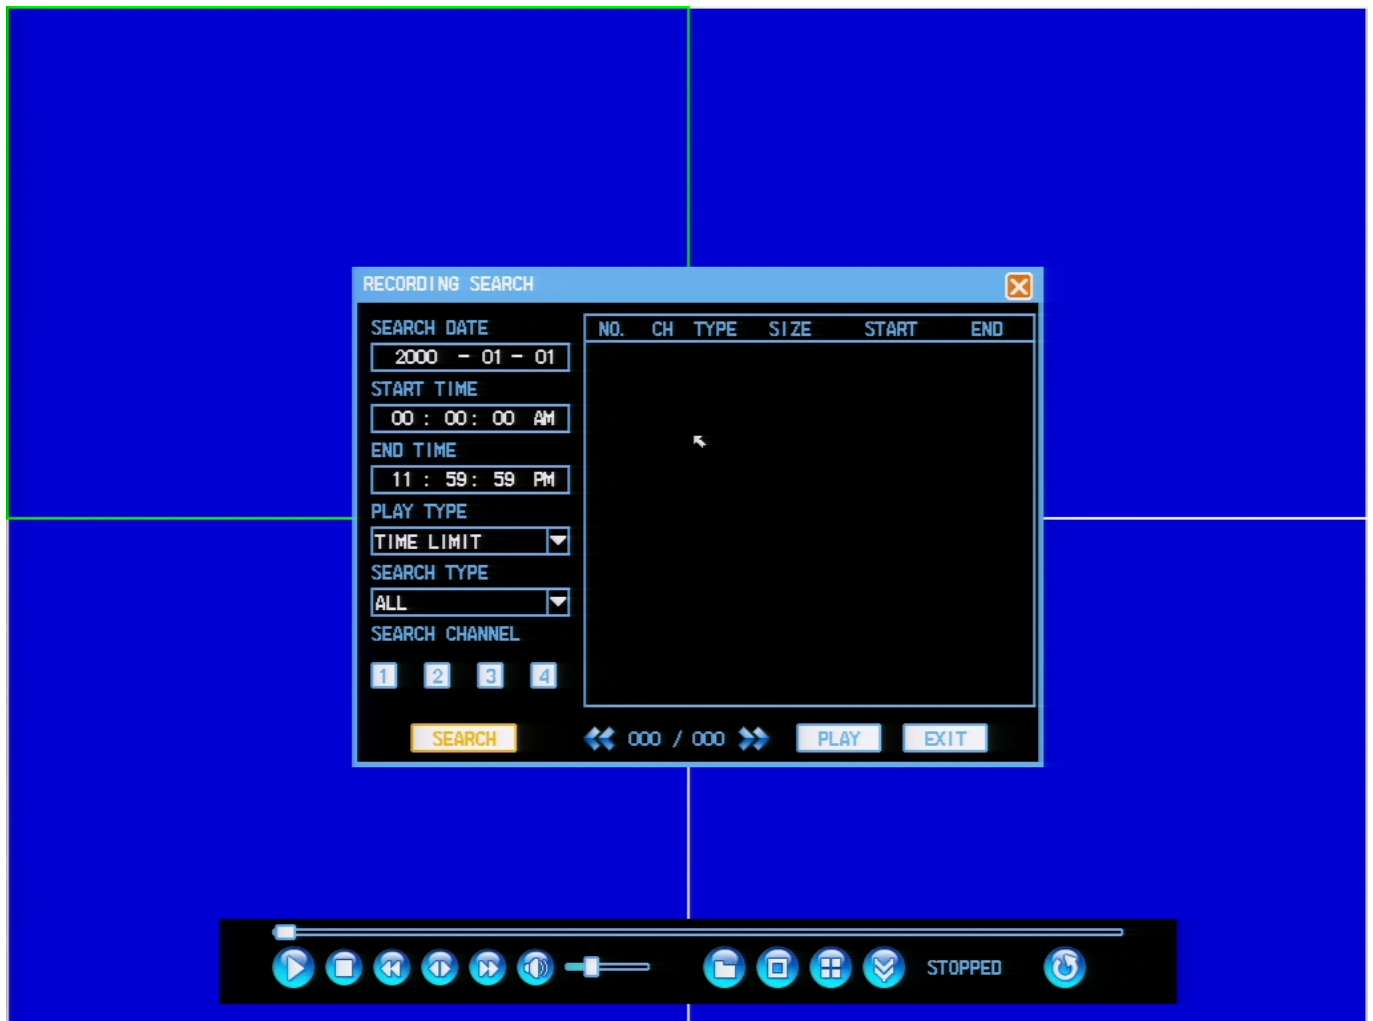 RECORDING SEARCH
SEARCH DATE
2000 - 01 - 01
START TIME
00 : 00 : 00 AM
END TIME
11 : 59 : 59 PM
PLAY TYPE
TIME LIMIT
SEARCH TYPE
ALL
SEARCH CHANNEL
1 2 3 4
SEARCH
NO. CH TYPE SIZE START END
000 / 000 PLAY EXIT
STOPPED